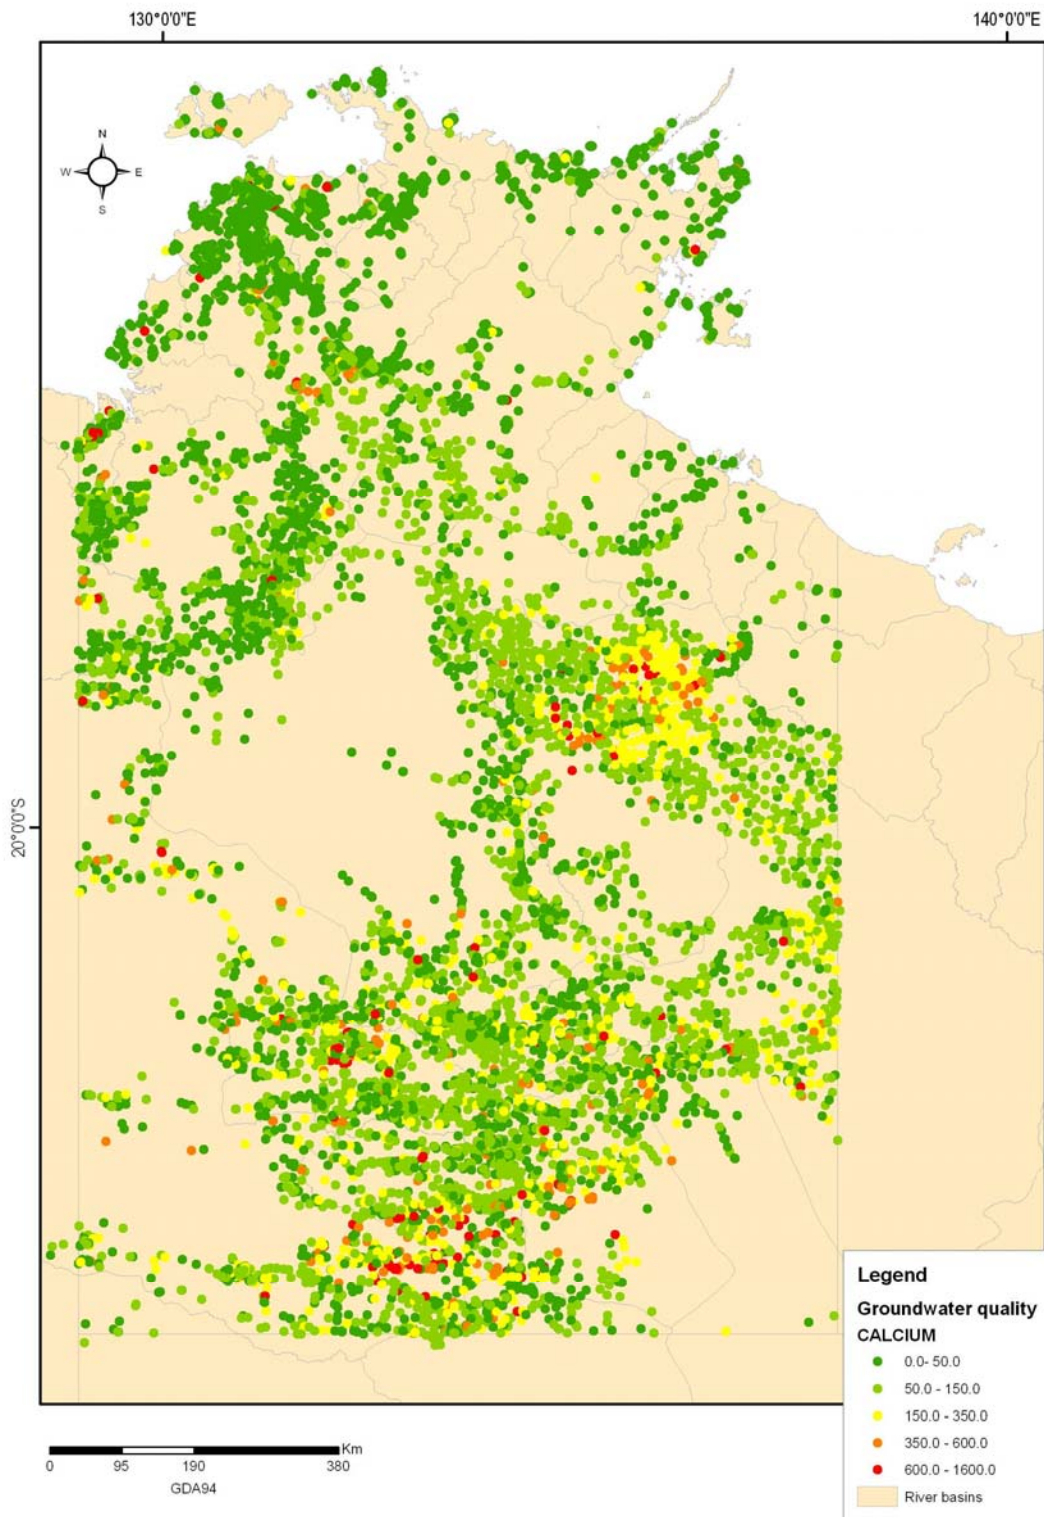 130°0'0"E
140°0'0"E
N
W
E
S
20°0'0"S
Legend
Groundwater quality
CALCIUM
0.0- 50.0
50.0 - 150.0
150.0 - 350.0
350.0 - 600.0
600.0 - 1600.0
River basins
Km
0 95 190 380
GDA94